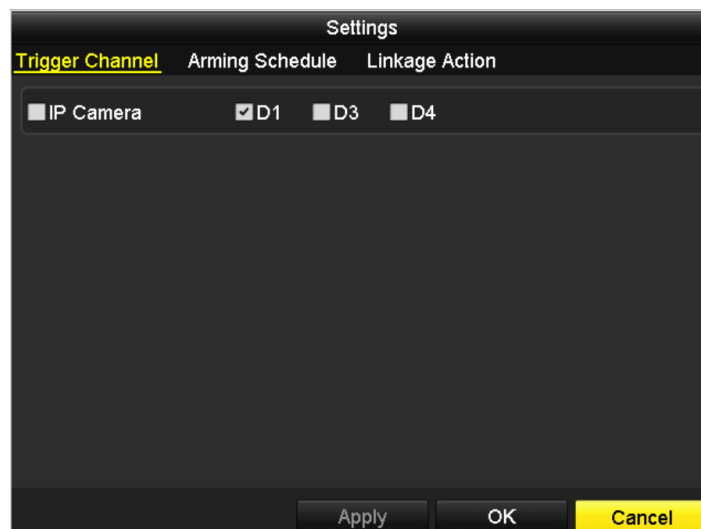 Settings
Trigger Channel Arming Schedule Linkage Action
IP Camera D1 D3 D4
Apply OK Cancel